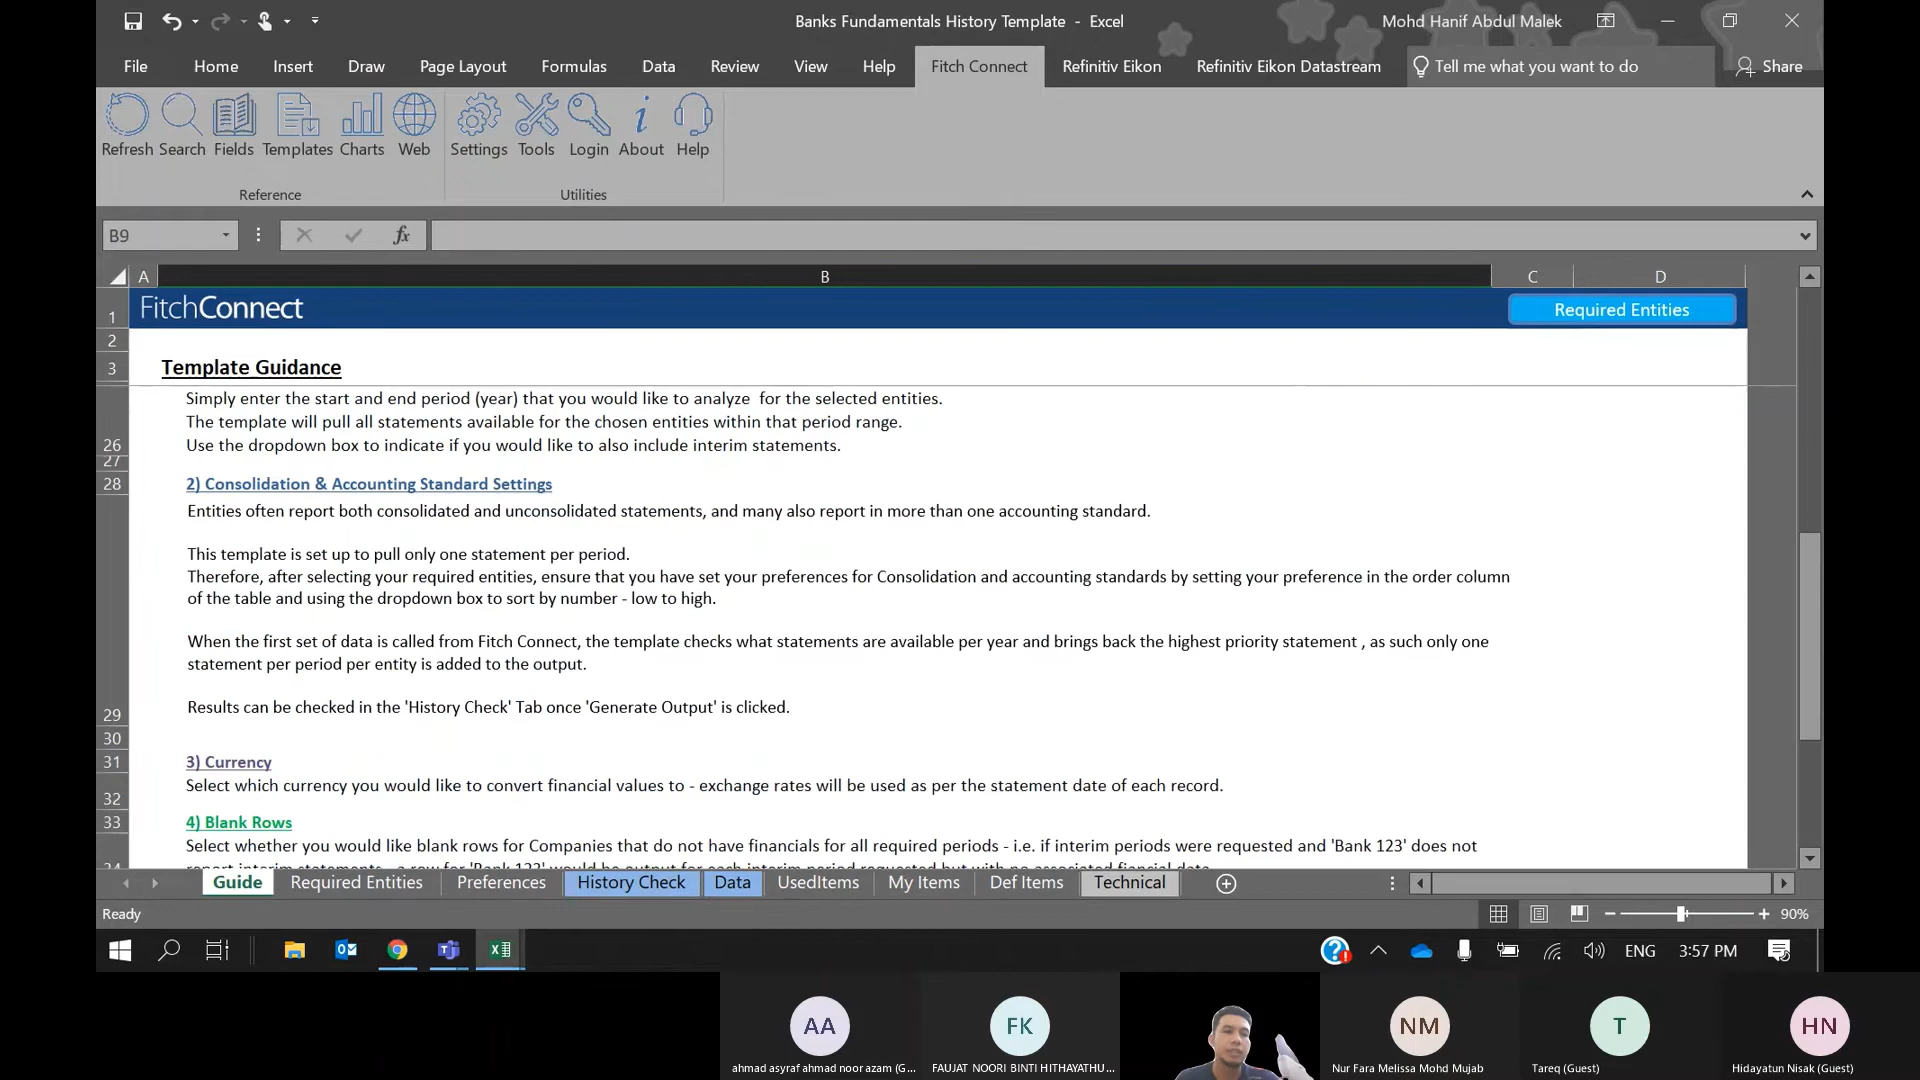 Banks Fundamentals History Template - Excel
Mohd Hanif Abdul Malek
File Home Insert Draw Page Layout Formulas Data Review View Help Fitch Connect Refinitiv Eikon Refinitiv Eikon Datastream Tell me what you want to do Share
Refresh Search Fields Templates Charts Web Settings Tools Login About Help
Reference Utilities
B9 fx
A B C D
1 FitchConnect Required Entities
2
3 Template Guidance
Simply enter the start and end period (year) that you would like to analyze for the selected entities.
The template will pull all statements available for the chosen entities within that period range.
26 Use the dropdown box to indicate if you would like to also include interim statements.
27
28 2) Consolidation & Accounting Standard Settings
Entities often report both consolidated and unconsolidated statements, and many also report in more than one accounting standard.
This template is set up to pull only one statement per period.
Therefore, after selecting your required entities, ensure that you have set your preferences for Consolidation and accounting standards by setting your preference in the order column
of the table and using the dropdown box to sort by number - low to high.
When the first set of data is called from Fitch Connect, the template checks what statements are available per year and brings back the highest priority statement , as such only one
statement per period per entity is added to the output.
29 Results can be checked in the 'History Check' Tab once 'Generate Output' is clicked.
30
31 3) Currency
32 Select which currency you would like to convert financial values to - exchange rates will be used as per the statement date of each record.
33 4) Blank Rows
Select whether you would like blank rows for Companies that do not have financials for all required periods - i.e. if interim periods were requested and 'Bank 123' does not
Guide Required Entities Preferences History Check Data UsedItems My Items Def Items Technical
Ready 90%
ENG 3:57 PM
AA FK NM T HN
ahmad asyraf ahmad noor azam (G... FAUJAT NOORI BINTI HITHAYATHU... Nur Fara Melissa Mohd Mujab Tareq (Guest) Hidayatun Nisak (Guest)